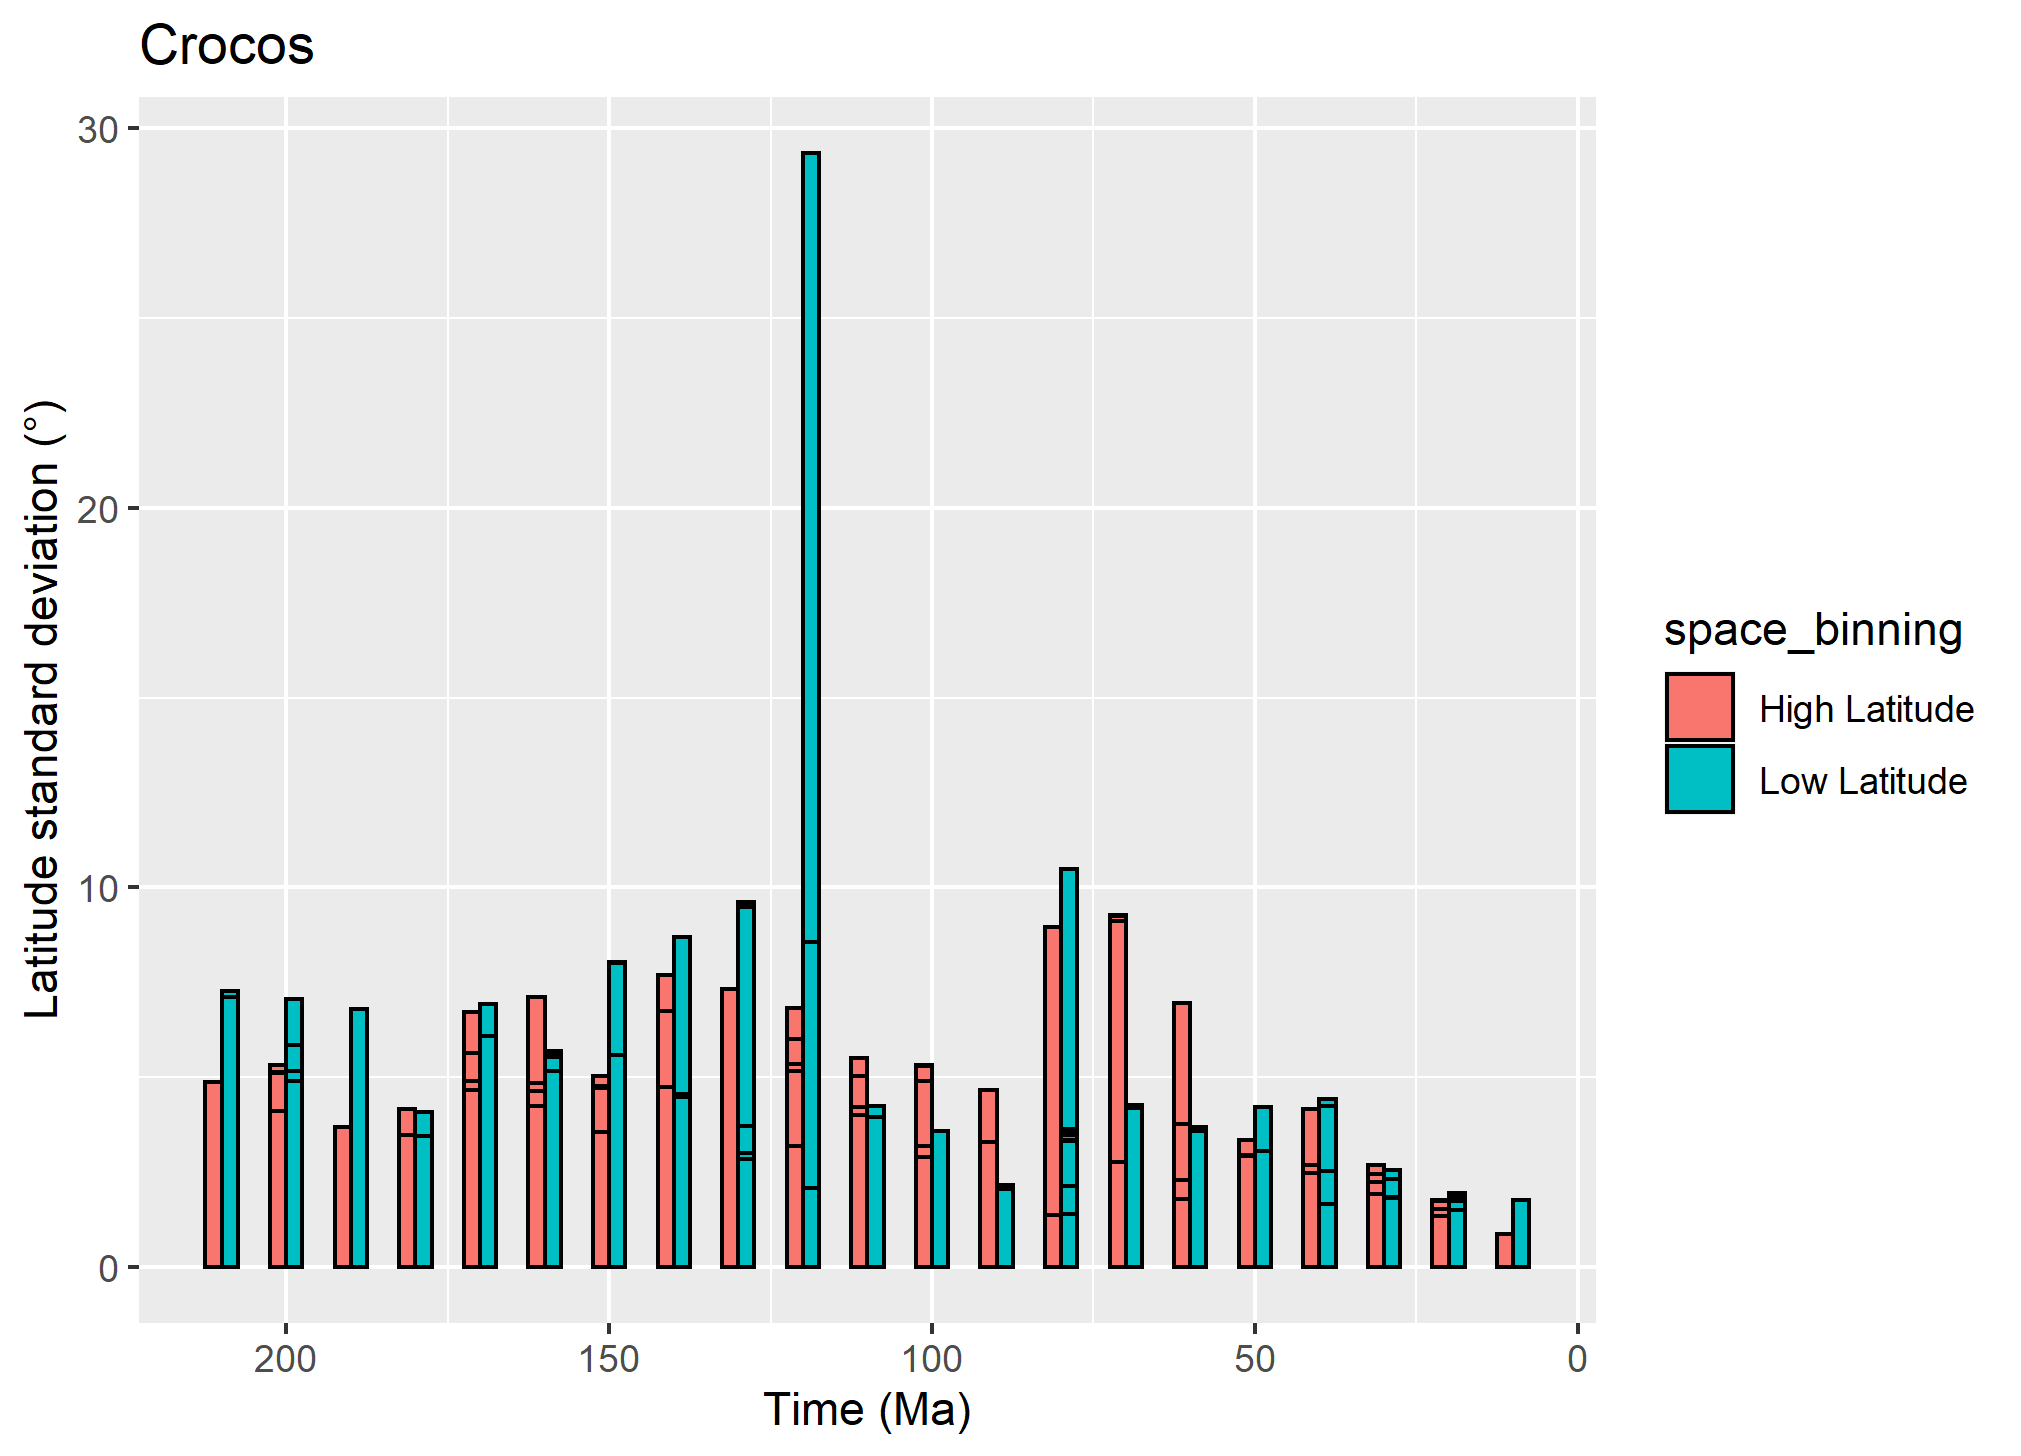 Crocos
30
20
10
0
Latitude standard deviation (°)
200
150
100
50
0
Time (Ma)
space_binning
High Latitude
Low Latitude